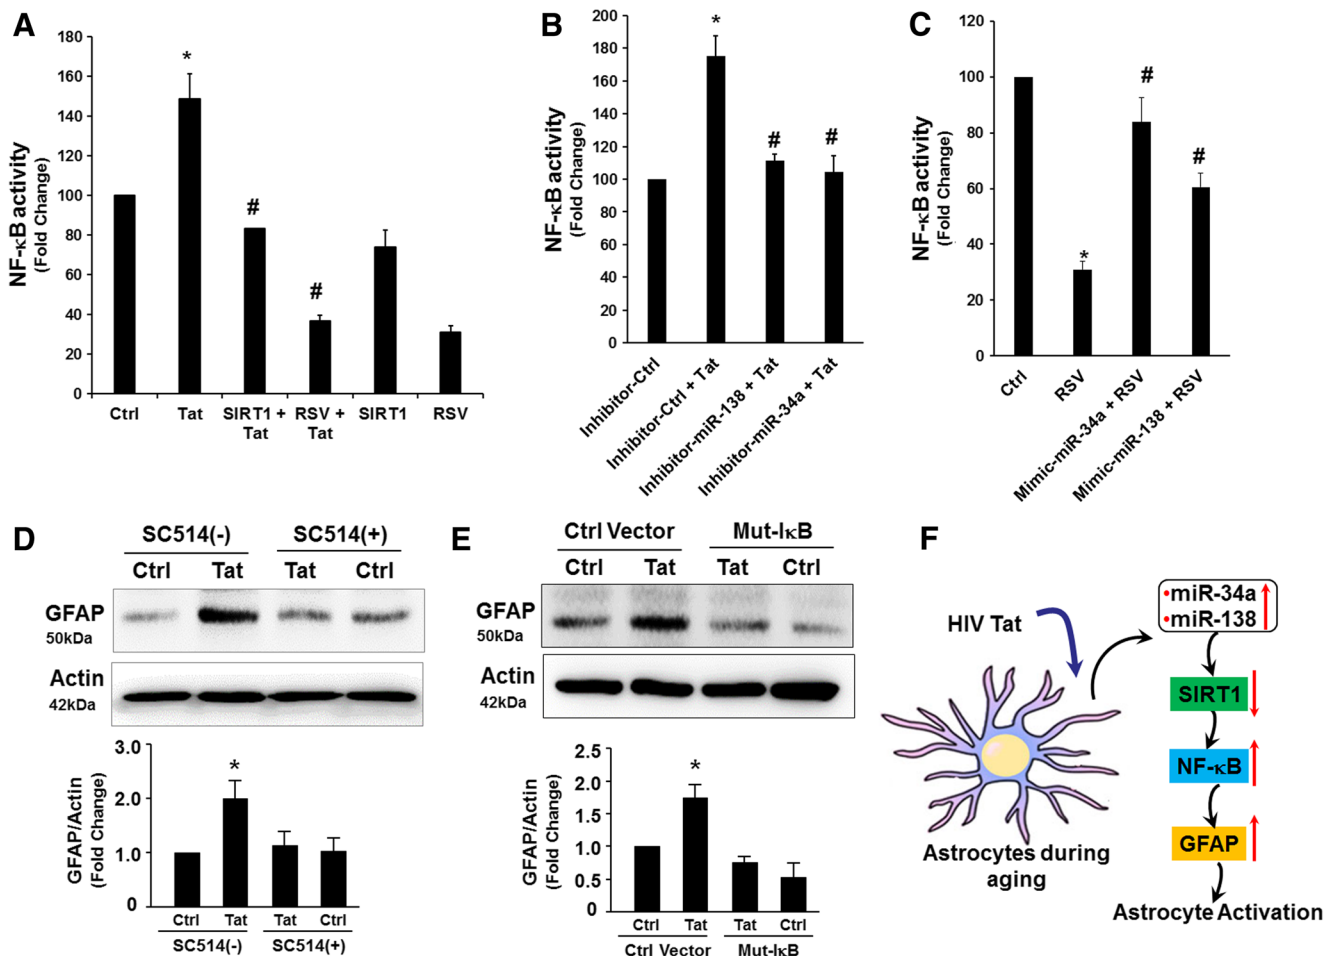 A
NF-κB activity
(Fold Change)
180
160
140
120
100
80
60
40
20
0
*
#
#
Ctrl
Tat
SIRT1 +
Tat
RSV +
Tat
SIRT1
RSV
B
NF-κB activity
(Fold Change)
200
180
160
140
120
100
80
60
40
20
0
*
#
#
Inhibitor-Ctrl
Inhibitor-Ctrl + Tat
Inhibitor-miR-138 + Tat
Inhibitor-miR-34a + Tat
C
NF-κB activity
(Fold Change)
120
100
80
60
40
20
0
*
#
#
Ctrl
RSV
Mimic-miR-34a + RSV
Mimic-miR-138 + RSV
D
SC514(-) SC514(+)
Ctrl Tat Tat Ctrl
GFAP
50kDa
Actin
42kDa
GFAP/Actin
(Fold Change)
3.0
2.0
1.0
0
*
Ctrl Tat Tat Ctrl
SC514(-) SC514(+)
E
Ctrl Vector Mut-IκB
Ctrl Tat Tat Ctrl
GFAP
50kDa
Actin
42kDa
GFAP/Actin
(Fold Change)
2.5
2.0
1.5
1.0
0.5
0
*
Ctrl Tat Tat Ctrl
Ctrl Vector Mut-IκB
F
HIV Tat
•miR-34a
•miR-138
SIRT1
NF-κB
GFAP
Astrocyte Activation
Astrocytes during
aging